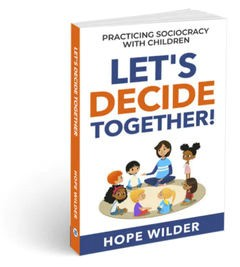 PRACTICING SOCIOCRACY
WITH CHILDREN
LET'S
DECIDE
TOGETHER!
HOPE WILDER
LET'S DECIDE TOGETHER!
HOPE WILDER